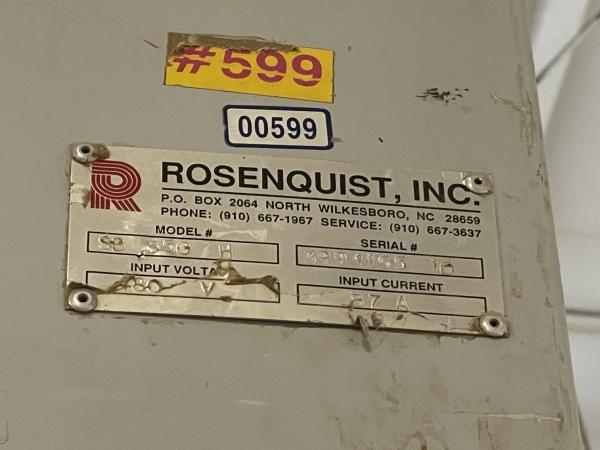 #599
00599
R ROSENQUIST, INC.
P.O. BOX 2064 NORTH WILKESBORO, NC 28659
PHONE: (910) 667-1967 SERVICE: (910) 667-3637
MODEL # SERIAL #
H
INPUT INPUT CURRENT
V A